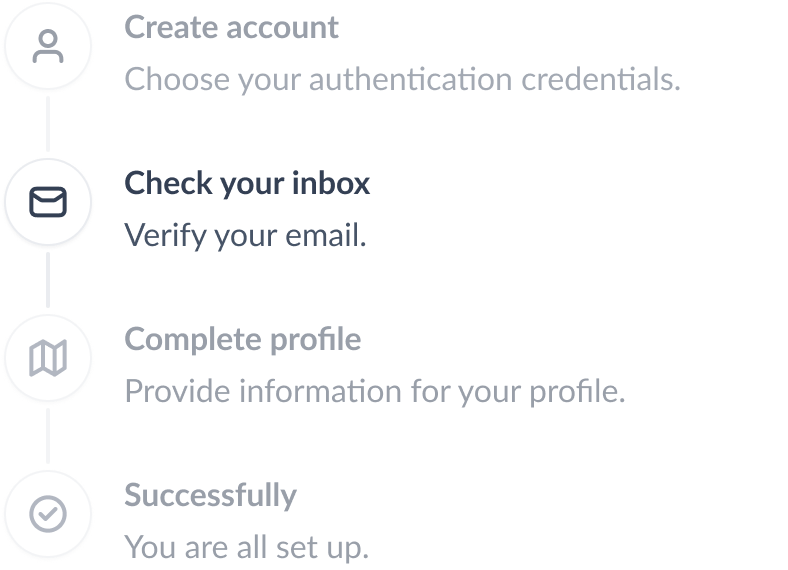 Create account
Choose your authentication credentials.
Check your inbox
Verify your email.
Complete profile
Provide information for your profile.
Successfully
You are all set up.